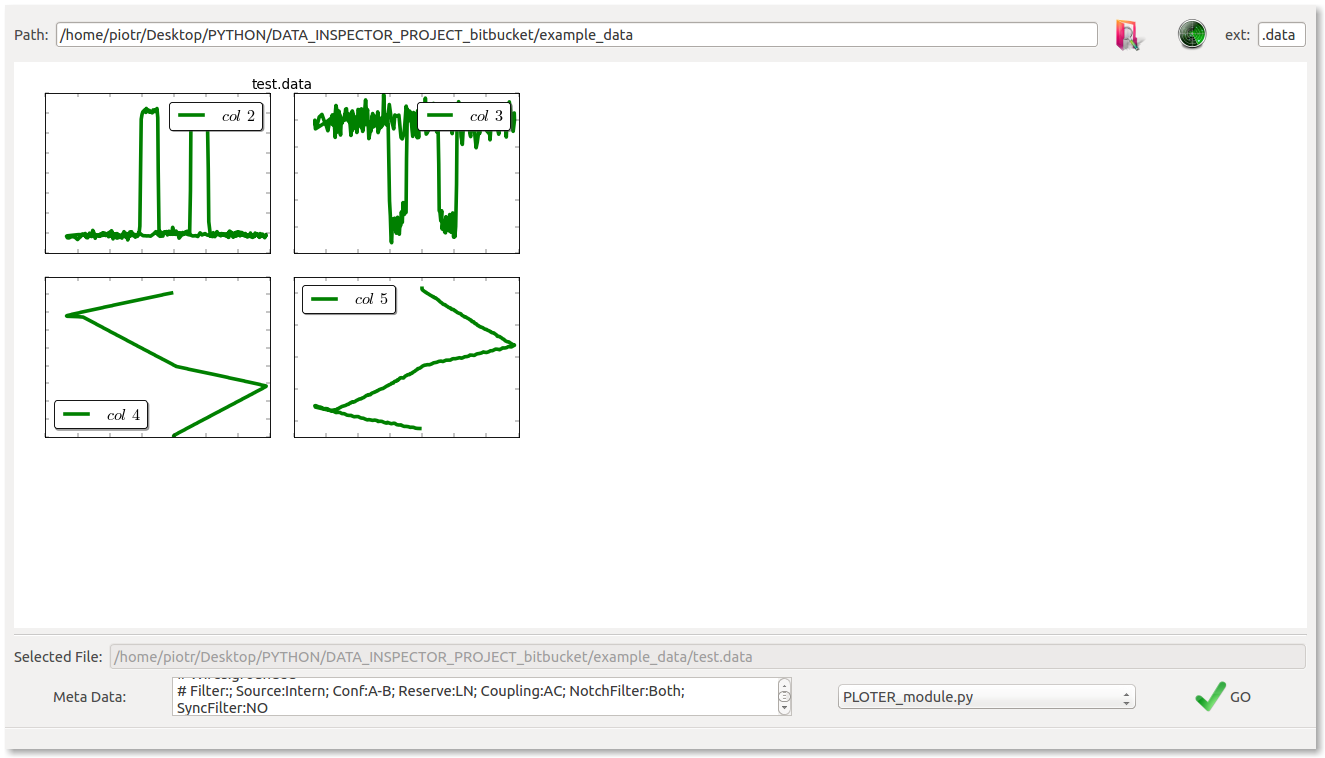 Path: /home/piotr/Desktop/PYTHON/DATA_INSPECTOR_PROJECT_bitbucket/example_data ext: .data
test.data
col 2
col 3
col 5
col 4
Selected File: /home/piotr/Desktop/PYTHON/DATA_INSPECTOR_PROJECT_bitbucket/example_data/test.data
Meta Data:
# Filter:; Source:Intern; Conf:A-B; Reserve:LN; Coupling:AC; NotchFilter:Both;
SyncFilter:NO
PLOTER_module.py
GO